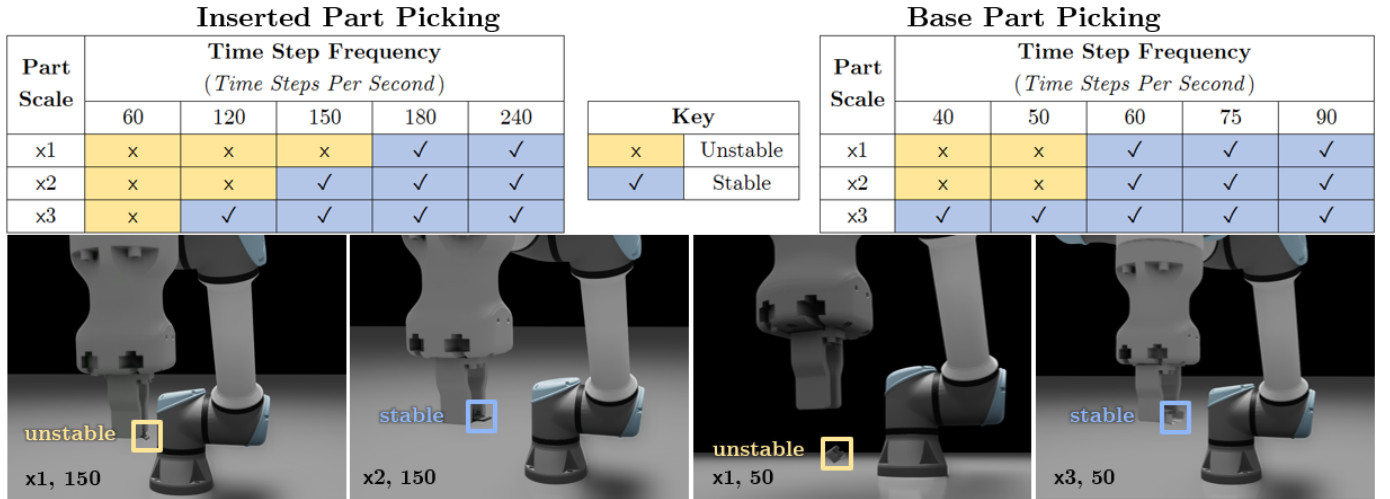 Inserted Part Picking
Part Scale
Time Step Frequency
(Time Steps Per Second)
60 120 150 180 240
x1 x x x ✓ ✓
x2 x x ✓ ✓ ✓
x3 x ✓ ✓ ✓ ✓
Key
x Unstable
✓ Stable
Base Part Picking
Part Scale
Time Step Frequency
(Time Steps Per Second)
40 50 60 75 90
x1 x x ✓ ✓ ✓
x2 x x ✓ ✓ ✓
x3 ✓ ✓ ✓ ✓ ✓
unstable
x1, 150
stable
x2, 150
unstable
x1, 50
stable
x3, 50